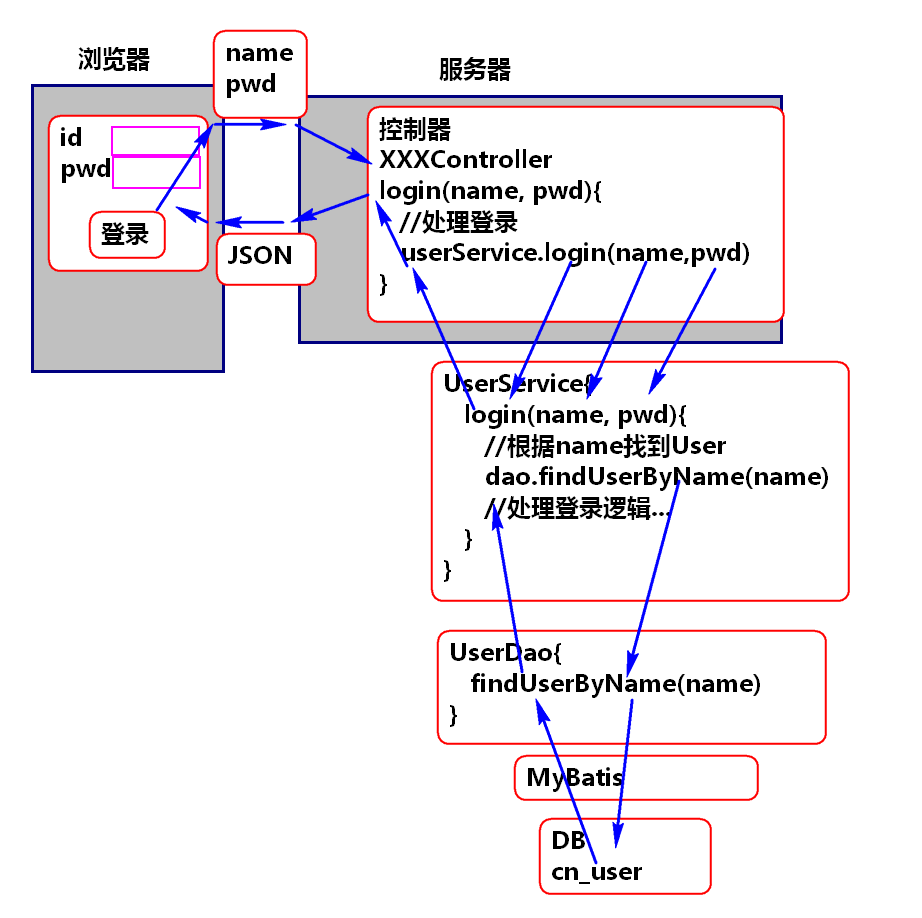 浏览器
name
pwd
服务器
id
pwd
登录
JSON
控制器
XXXController
login(name, pwd){
//处理登录
userService.login(name,pwd)
}
UserService{
login(name, pwd){
//根据name找到User
dao.findUserByName(name)
//处理登录逻辑...
}
}
UserDao{
findUserByName(name)
}
MyBatis
DB
cn_user